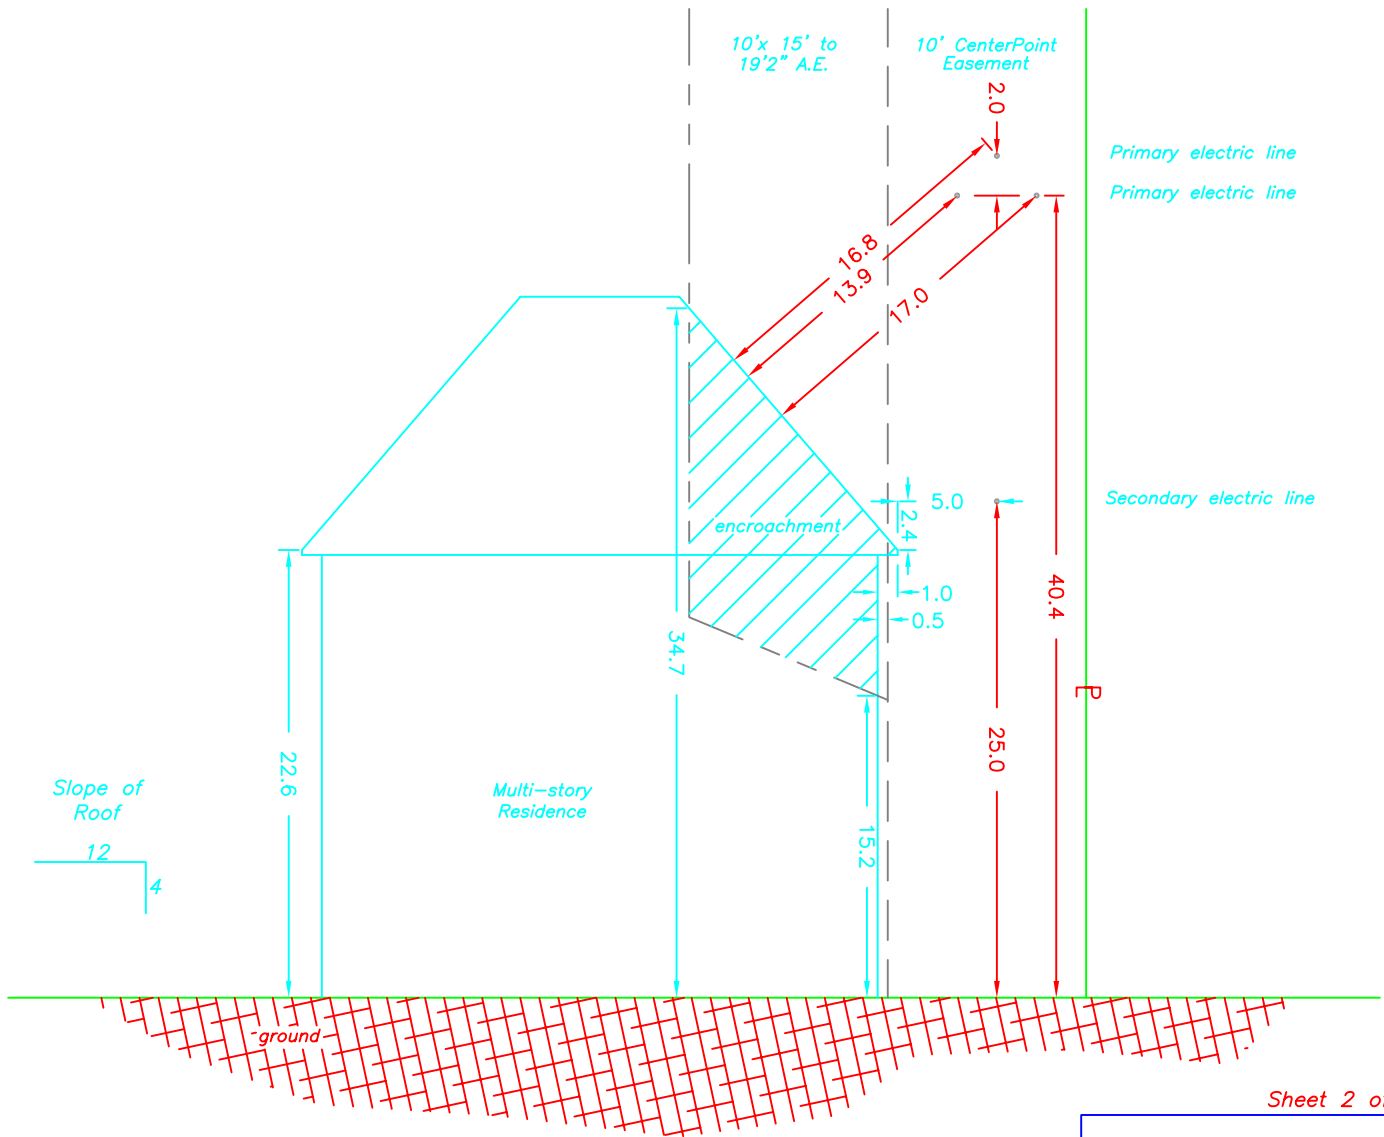 10'x 15' to
19'2" A.E.
10' CenterPoint
Easement
2.0
Primary electric line
Primary electric line
16.8
13.9
17.0
Secondary electric line
5.0
2.4
encroachment
1.0
0.5
40.4
34.7
PL
25.0
22.6
15.2
Slope of
Roof
12
4
Multi-story
Residence
ground
Sheet 2 of